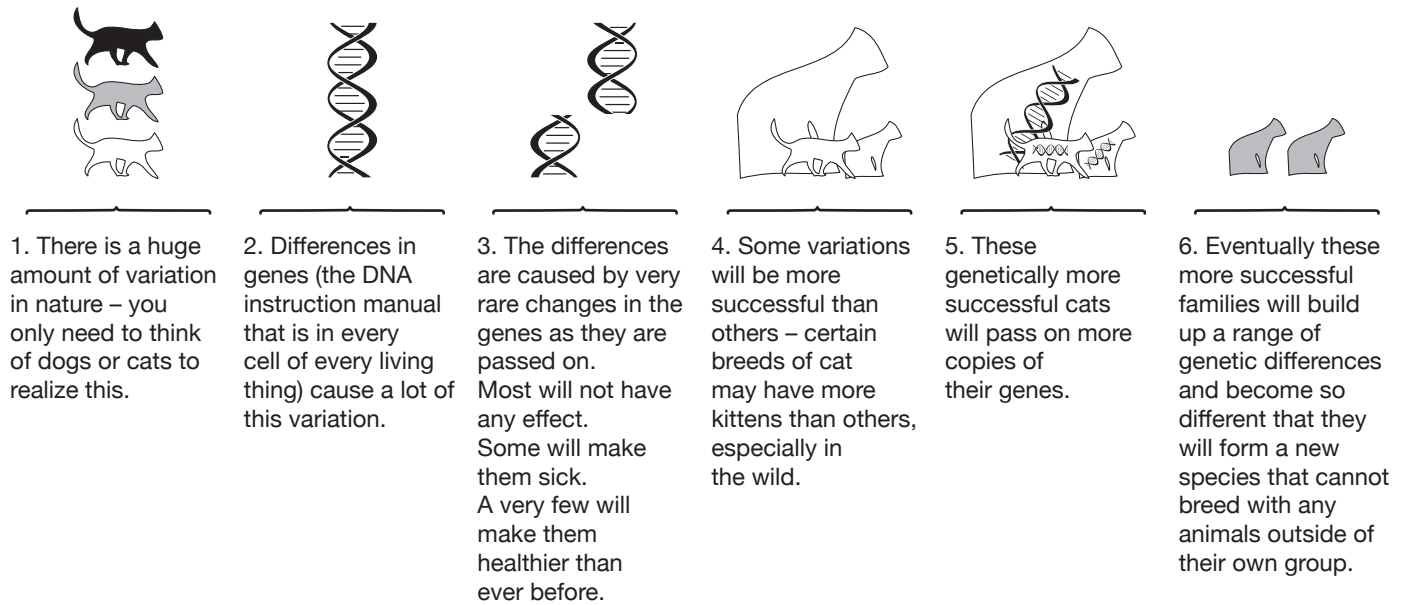 1. There is a huge
amount of variation
in nature – you
only need to think
of dogs or cats to
realize this.
2. Differences in
genes (the DNA
instruction manual
that is in every
cell of every living
thing) cause a lot of
this variation.
3. The differences
are caused by very
rare changes in the
genes as they are
passed on.
Most will not have
any effect.
Some will make
them sick.
A very few will
make them
healthier than
ever before.
4. Some variations
will be more
successful than
others – certain
breeds of cat
may have more
kittens than others,
especially in
the wild.
5. These
genetically more
successful cats
will pass on more
copies of
their genes.
6. Eventually these
more successful
families will build
up a range of
genetic differences
and become so
different that they
will form a new
species that cannot
breed with any
animals outside of
their own group.